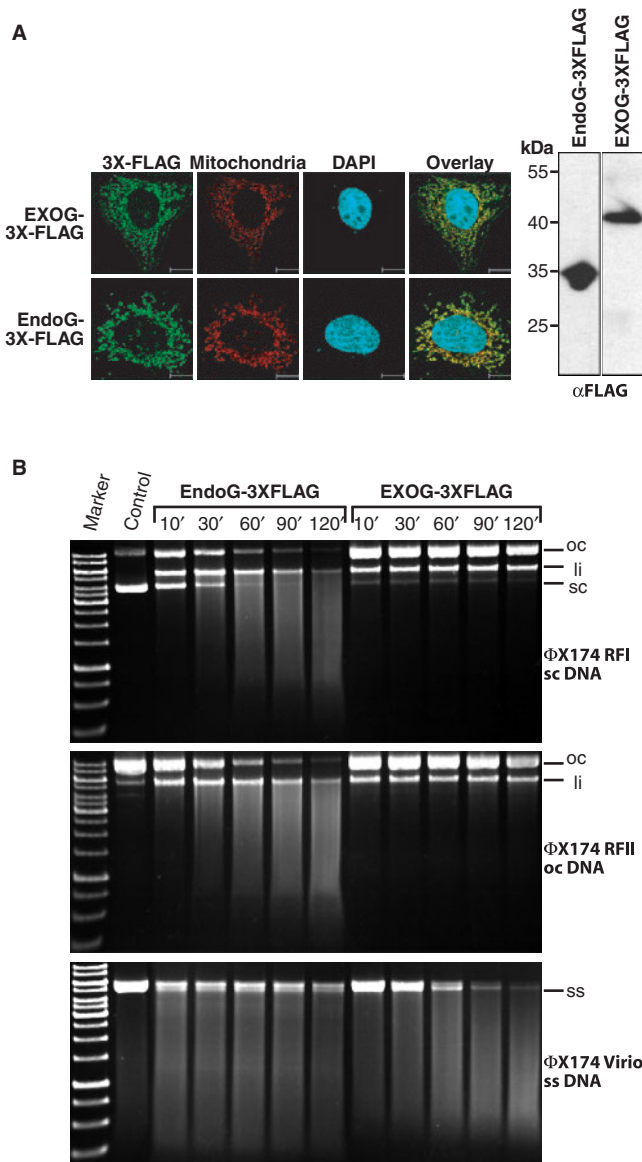 A
3X-FLAG Mitochondria DAPI Overlay
EXOG-
3X-FLAG
EndoG-
3X-FLAG
EndoG-3XFLAG
EXOG-3XFLAG
kDa
55
40
35
25
αFLAG
B
Marker
Control
EndoG-3XFLAG EXOG-3XFLAG
10′ 30′ 60′ 90′ 120′ 10′ 30′ 60′ 90′ 120′
oc
li
sc
ΦX174 RFI
sc DNA
oc
li
ΦX174 RFII
oc DNA
ss
ΦX174 Virio
ss DNA